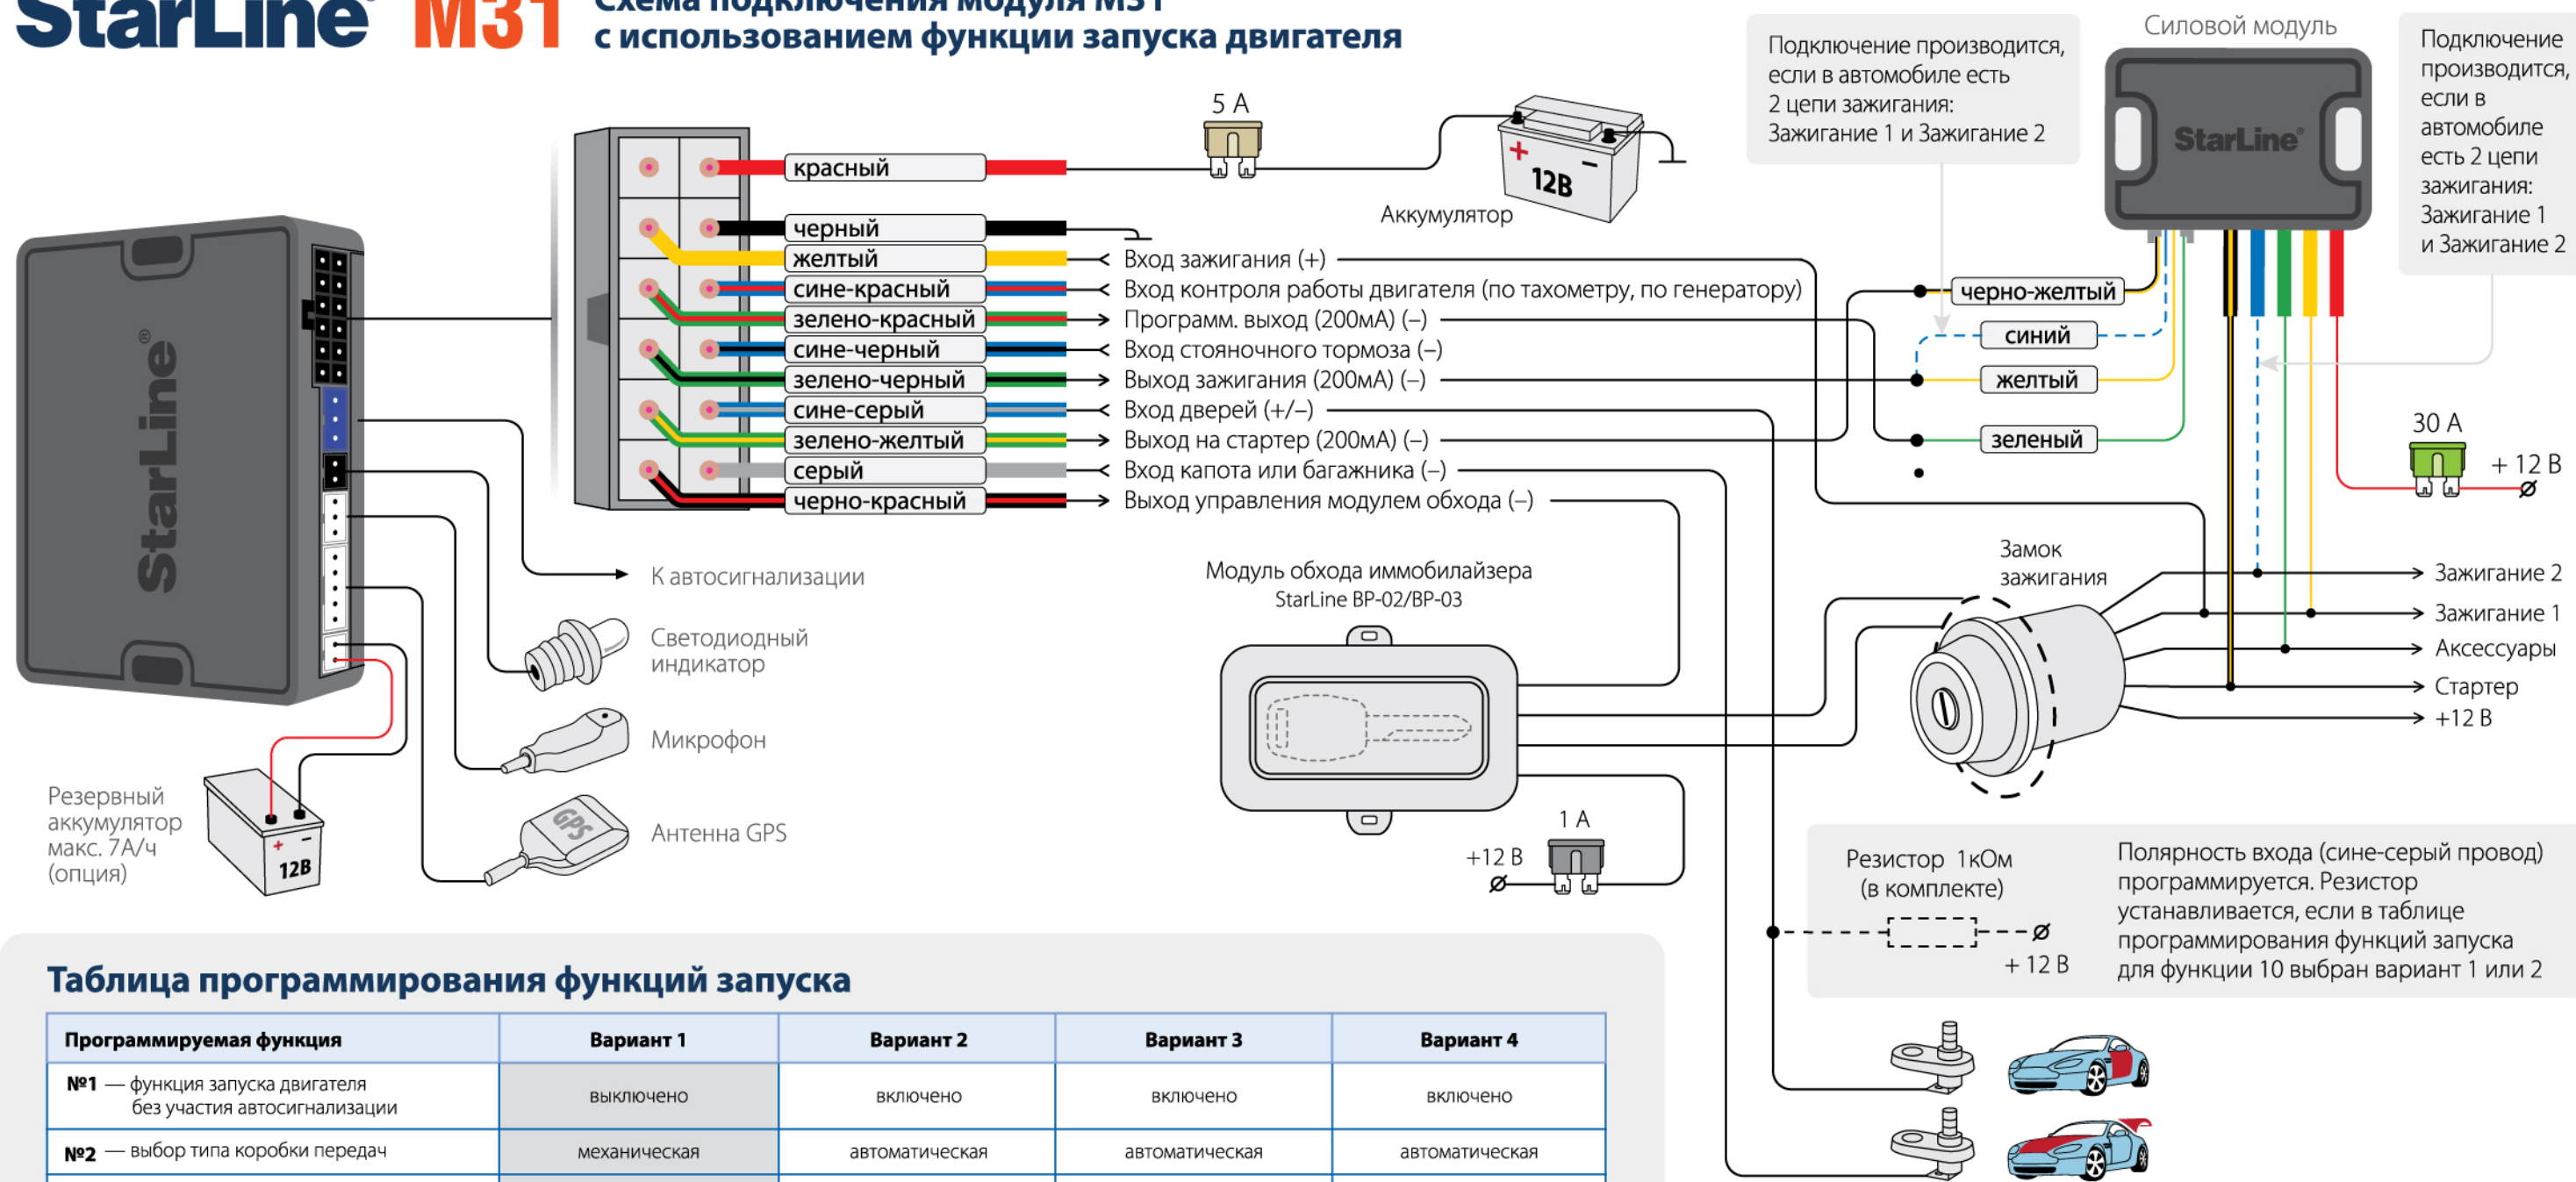 StarLine® M31
Схема подключения модуля M31
с использованием функции запуска двигателя
5 А
+ –
12В
Аккумулятор
красный
черный
желтый
Вход зажигания (+)
сине-красный
Вход контроля работы двигателя (по тахометру, по генератору)
зелено-красный
Программ. выход (200мА) (–)
сине-черный
Вход стояночного тормоза (–)
зелено-черный
Выход зажигания (200мА) (–)
сине-серый
Вход дверей (+/–)
зелено-желтый
Выход на стартер (200мА) (–)
серый
Вход капота или багажника (–)
черно-красный
Выход управления модулем обхода (–)
StarLine®
К автосигнализации
Светодиодный
индикатор
Микрофон
GPS
Антенна GPS
Резервный
аккумулятор
макс. 7А/ч
(опция)
+ –
12В
Модуль обхода иммобилайзера
StarLine BP-02/BP-03
1 А
+12 В
Подключение производится,
если в автомобиле есть
2 цепи зажигания:
Зажигание 1 и Зажигание 2
Силовой модуль
StarLine®
Подключение
производится,
если в
автомобиле
есть 2 цепи
зажигания:
Зажигание 1
и Зажигание 2
черно-желтый
синий
желтый
зеленый
30 А
+ 12 В
Замок
зажигания
Зажигание 2
Зажигание 1
Аксессуары
Стартер
+12 В
Резистор 1кОм
(в комплекте)
+ 12 В
Полярность входа (сине-серый провод)
программируется. Резистор
устанавливается, если в таблице
программирования функций запуска
для функции 10 выбран вариант 1 или 2
Таблица программирования функций запуска
Программируемая функция Вариант 1 Вариант 2 Вариант 3 Вариант 4
№1 — функция запуска двигателя
без участия автосигнализации
выключено включено включено включено
№2 — выбор типа коробки передач механическая автоматическая автоматическая автоматическая